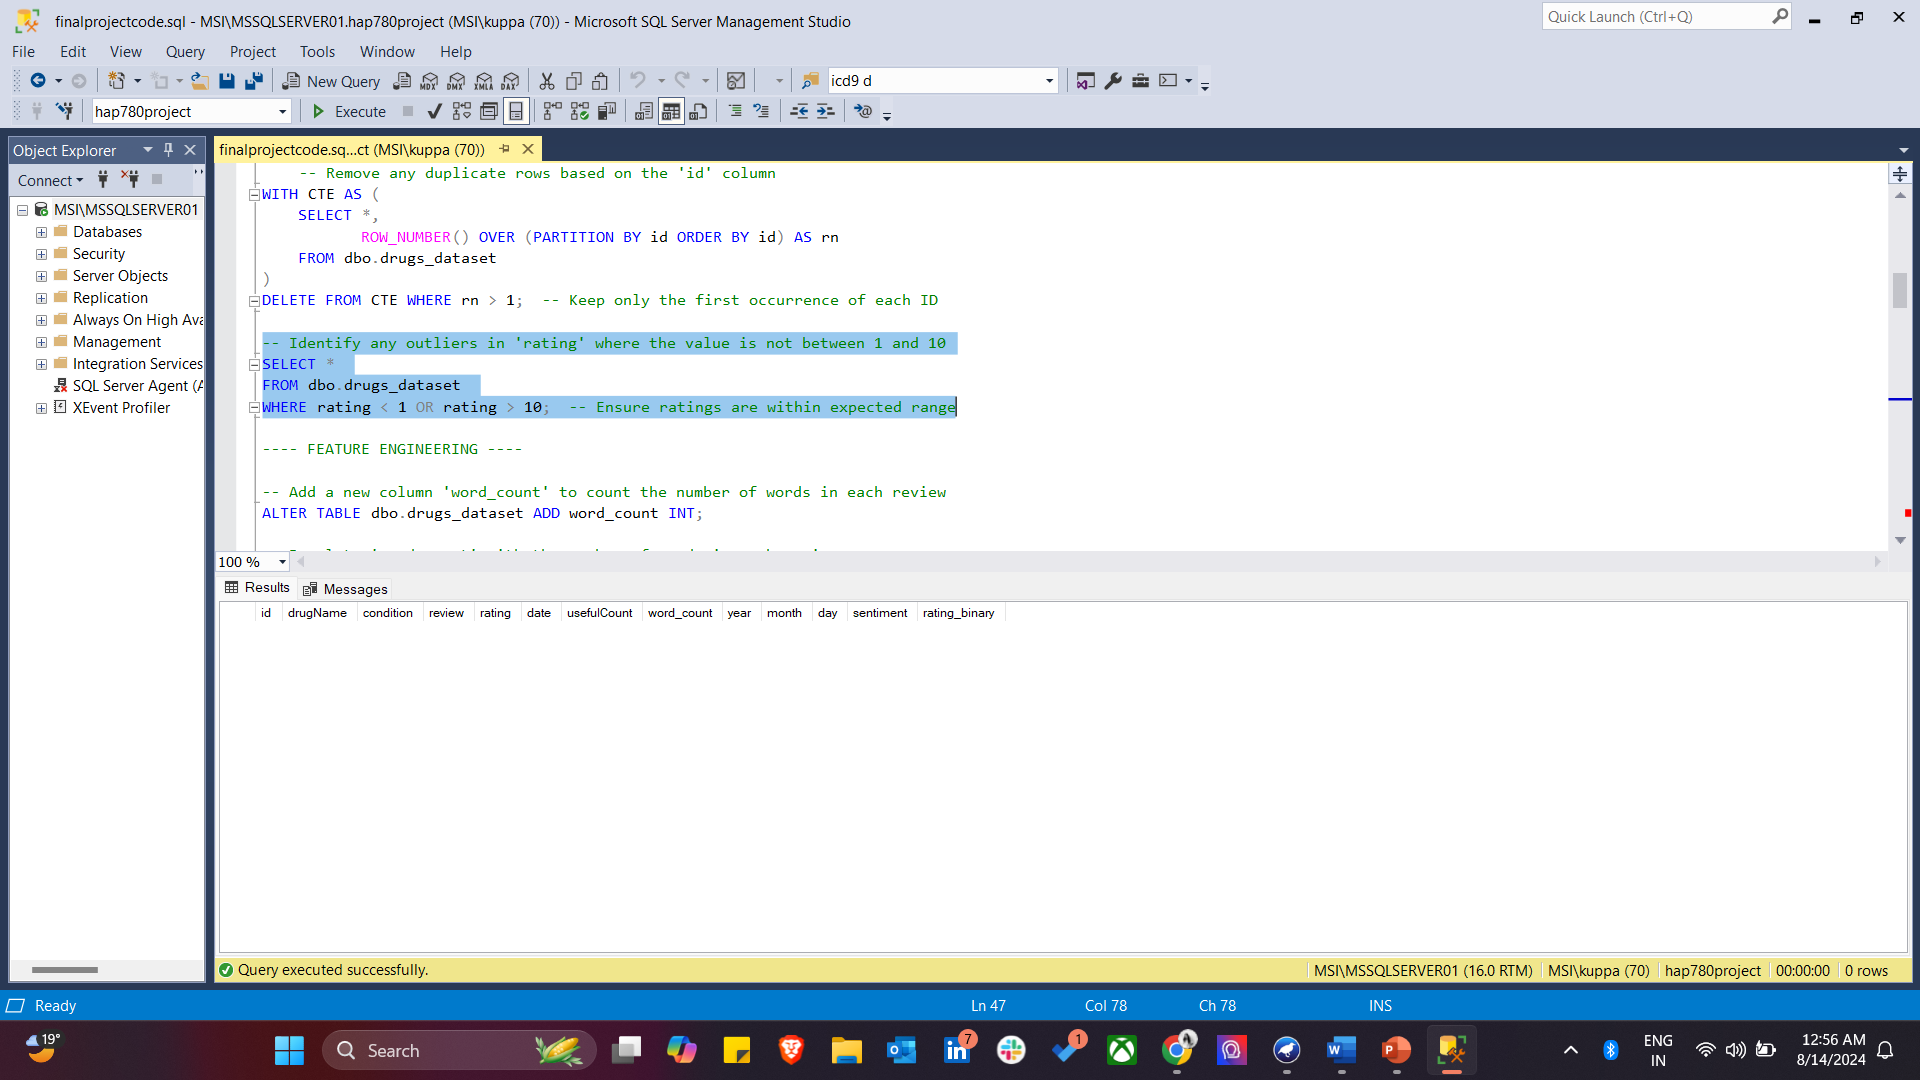 finalprojectcode.sql - MSI\MSSQLSERVER01.hap780project (MSI\kuppa (70)) - Microsoft SQL Server Management Studio
Quick Launch (Ctrl+Q)
File Edit View Query Project Tools Window Help
New Query
MDX DMX XMLA DAX
icd9 d
hap780project
Execute
Object Explorer
finalprojectcode.sq...ct (MSI\kuppa (70))
Connect
MSI\MSSQLSERVER01
Databases
Security
Server Objects
Replication
Always On High Ava
Management
Integration Services
SQL Server Agent (A
XEvent Profiler
-- Remove any duplicate rows based on the 'id' column
WITH CTE AS (
SELECT *,
ROW_NUMBER() OVER (PARTITION BY id ORDER BY id) AS rn
FROM dbo.drugs_dataset
)
DELETE FROM CTE WHERE rn > 1;  -- Keep only the first occurrence of each ID
-- Identify any outliers in 'rating' where the value is not between 1 and 10
SELECT *
FROM dbo.drugs_dataset
WHERE rating < 1 OR rating > 10;  -- Ensure ratings are within expected range
---- FEATURE ENGINEERING ----
-- Add a new column 'word_count' to count the number of words in each review
ALTER TABLE dbo.drugs_dataset ADD word_count INT;
100 %
Results Messages
id drugName condition review rating date usefulCount word_count year month day sentiment rating_binary
Query executed successfully.
MSI\MSSQLSERVER01 (16.0 RTM) MSI\kuppa (70) hap780project 00:00:00 0 rows
Ready
Ln 47 Col 78 Ch 78 INS
19°
Search
7
1
ENG
IN
12:56 AM
8/14/2024